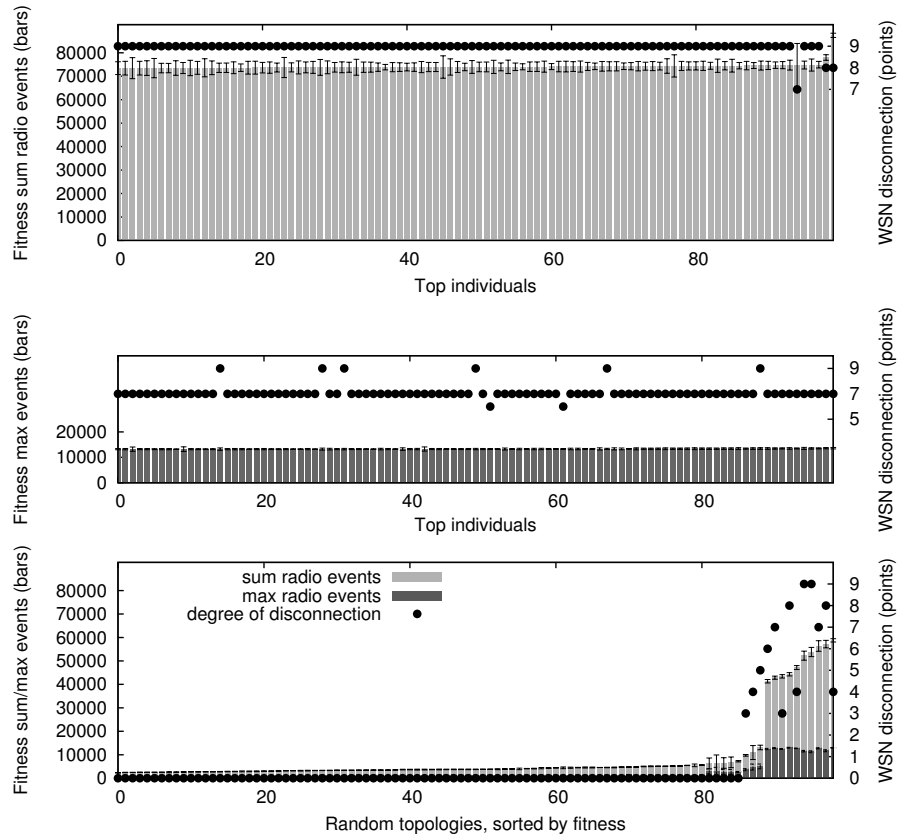 Fitness sum radio events (bars)
80000
70000
60000
50000
40000
30000
20000
10000
0
9
8
7
WSN disconnection (points)
0 20 40 60 80
Top individuals
Fitness max events (bars)
20000
10000
0
9
7
5
WSN disconnection (points)
0 20 40 60 80
Top individuals
Fitness sum/max events (bars)
80000
70000
60000
50000
40000
30000
20000
10000
0
sum radio events
max radio events
degree of disconnection
9
8
7
6
5
4
3
2
1
0
WSN disconnection (points)
0 20 40 60 80
Random topologies, sorted by fitness